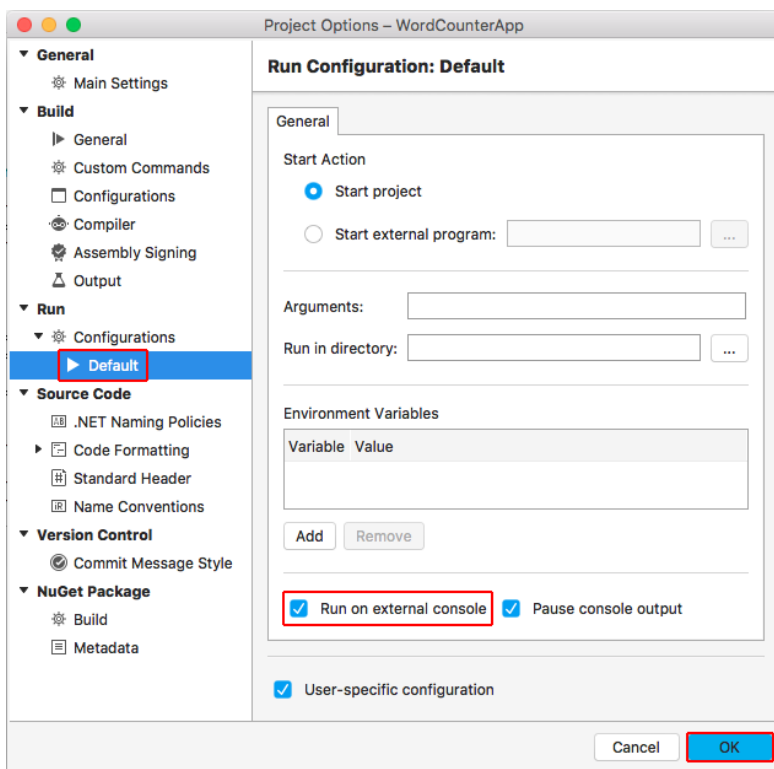 Project Options – WordCounterApp
General
Main Settings
Build
General
Custom Commands
Configurations
Compiler
Assembly Signing
Output
Run
Configurations
Default
Source Code
.NET Naming Policies
Code Formatting
Standard Header
Name Conventions
Version Control
Commit Message Style
NuGet Package
Build
Metadata
Run Configuration: Default
General
Start Action
Start project
Start external program: ...
Arguments:
Run in directory: ...
Environment Variables
Variable Value
Add Remove
Run on external console Pause console output
User-specific configuration
Cancel OK